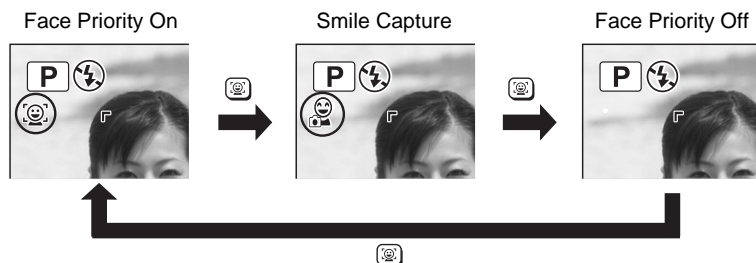 Face Priority On
Smile Capture
Face Priority Off
P
P
P